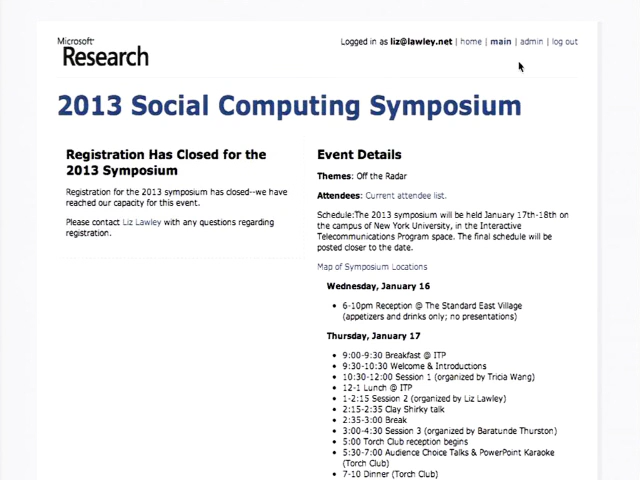 Microsoft
Research
Logged in as liz@lawley.net | home | main | admin | log out
2013 Social Computing Symposium
Registration Has Closed for the
2013 Symposium
Registration for the 2013 symposium has closed--we have
reached our capacity for this event.
Please contact Liz Lawley with any questions regarding
registration.
Event Details
Themes: Off the Radar
Attendees: Current attendee list.
Schedule:The 2013 symposium will be held January 17th-18th on
the campus of New York University, in the Interactive
Telecommunications Program space. The final schedule will be
posted closer to the date.
Map of Symposium Locations
Wednesday, January 16
• 6-10pm Reception @ The Standard East Village
(appetizers and drinks only; no presentations)
Thursday, January 17
• 9:00-9:30 Breakfast @ ITP
• 9:30-10:30 Welcome & Introductions
• 10:30-12:00 Session 1 (organized by Tricia Wang)
• 12-1 Lunch @ ITP
• 1-2:15 Session 2 (organized by Liz Lawley)
• 2:15-2:35 Clay Shirky talk
• 2:35-3:00 Break
• 3:00-4:30 Session 3 (organized by Baratunde Thurston)
• 5:00 Torch Club reception begins
• 5:30-7:00 Audience Choice Talks & PowerPoint Karaoke
(Torch Club)
• 7-10 Dinner (Torch Club)